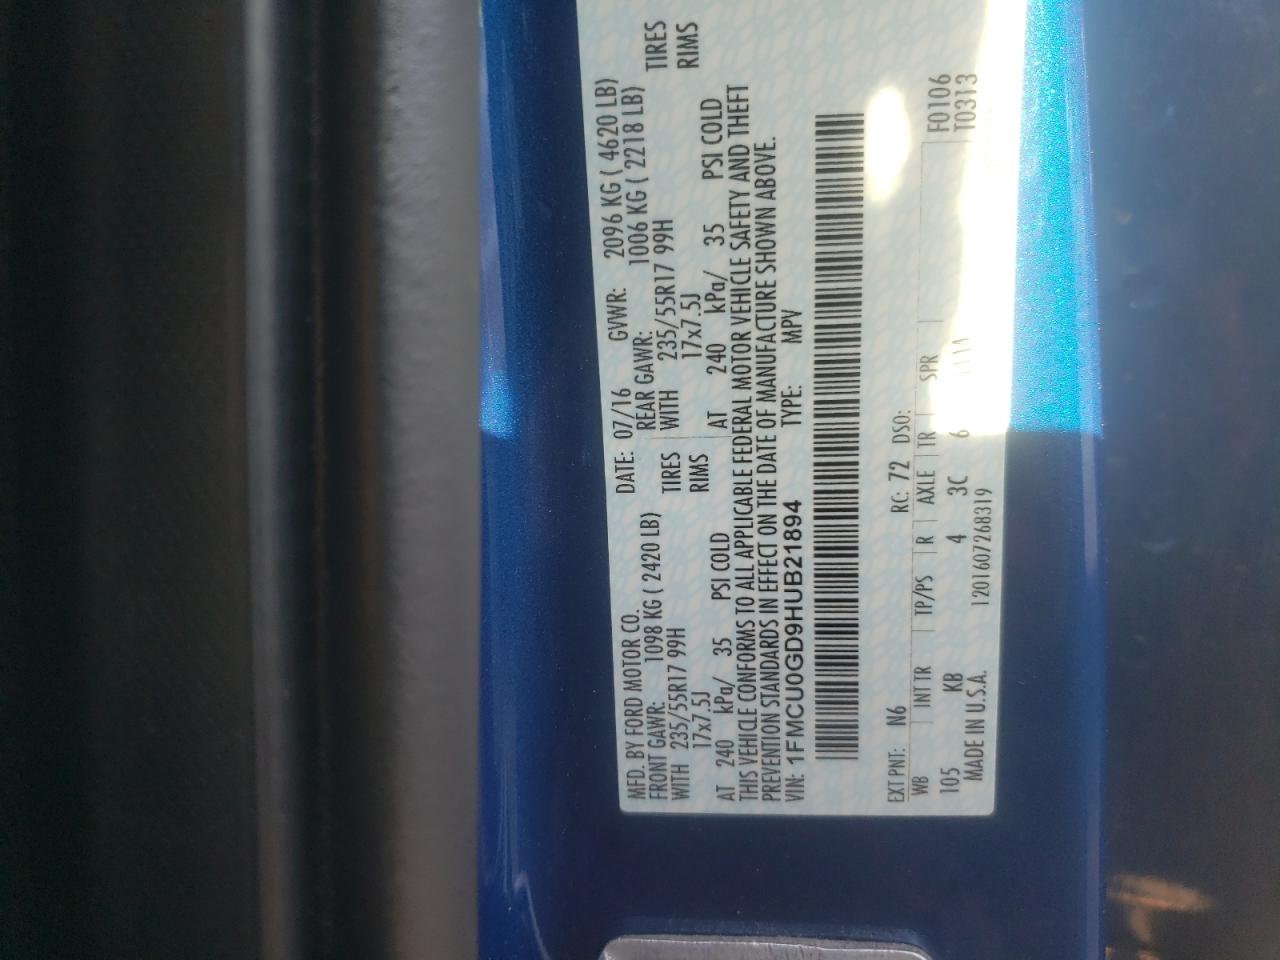 MFD. BY FORD MOTOR CO. DATE: 07/16 GVWR: 2096 KG ( 4620 LB)
FRONT GAWR: 1098 KG ( 2420 LB) REAR GAWR: 1006 KG ( 2218 LB)
WITH 235/55R17 99H TIRES WITH 235/55R17 99H TIRES
17x7.5J RIMS 17x7.5J RIMS
AT 240 kPa/ 35 PSI COLD AT 240 kPa/ 35 PSI COLD
THIS VEHICLE CONFORMS TO ALL APPLICABLE FEDERAL MOTOR VEHICLE SAFETY AND THEFT
PREVENTION STANDARDS IN EFFECT ON THE DATE OF MANUFACTURE SHOWN ABOVE.
VIN: 1FMCU0GD9HUB21894 TYPE: MPV
EXT PNT: N6 RC: 72 DSO:
WB INT TR TP/PS R AXLE TR SPR F0106
105 KB 4 3C 6 T0313
MADE IN U.S.A. 1201607268319